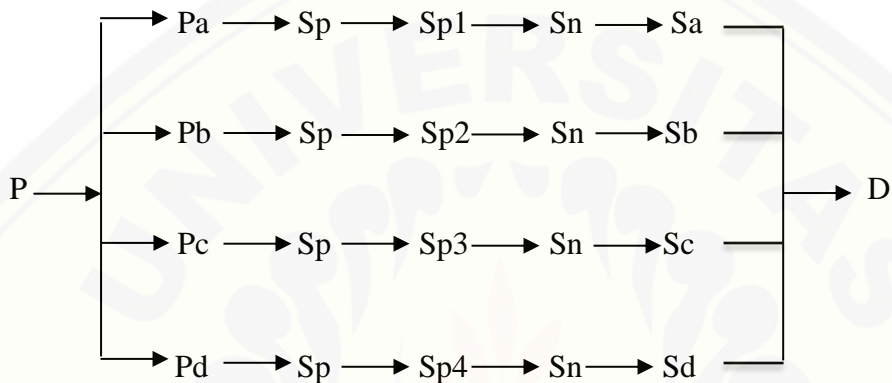 Pa Sp Sp1 Sn Sa
Pb Sp Sp2 Sn Sb
P D
Pc Sp Sp3 Sn Sc
Pd Sp Sp4 Sn Sd
UNIVERSITAS